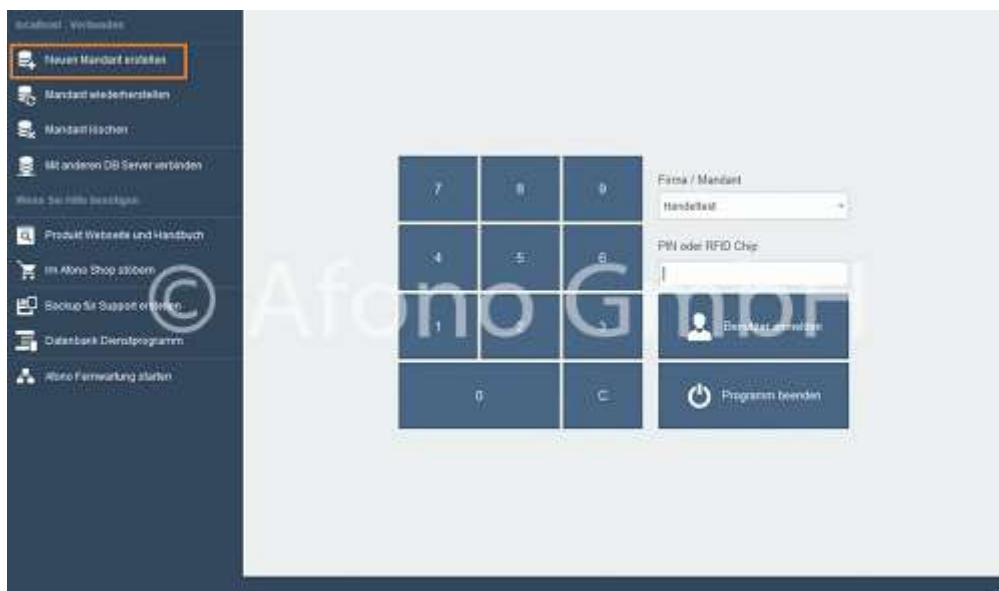 localhost . Verbunden
Neuen Mandant erstellen
Mandant wiederherstellen
Mandant löschen
Mit anderen DB Server verbinden
Wenn Sie Hilfe benötigen
Produkt Webseite und Handbuch
Im Afono Shop stöbern
Backup für Support erstellen
Datenbank Dienstprogramm
Afono Fernwartung starten
7 8 9
4 5 6
1 2 3
0 C
Firma / Mandant
Handeltest
PIN oder RFID Chip
Benutzer anmelden
Programm beenden
© Afono GmbH